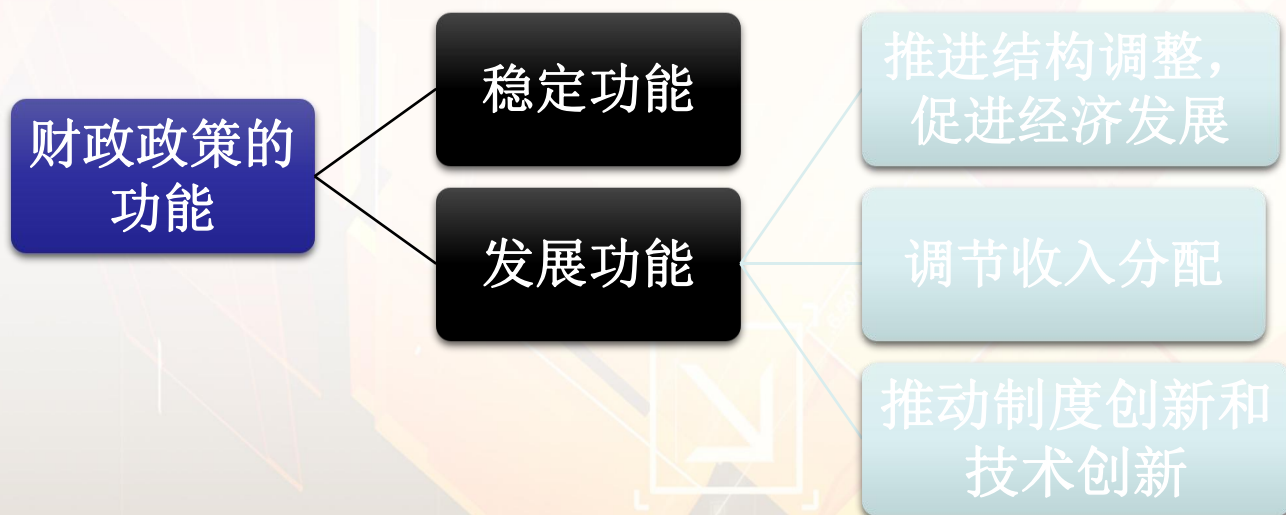 财政政策的
功能
稳定功能
发展功能
推进结构调整，
促进经济发展
调节收入分配
推动制度创新和
技术创新